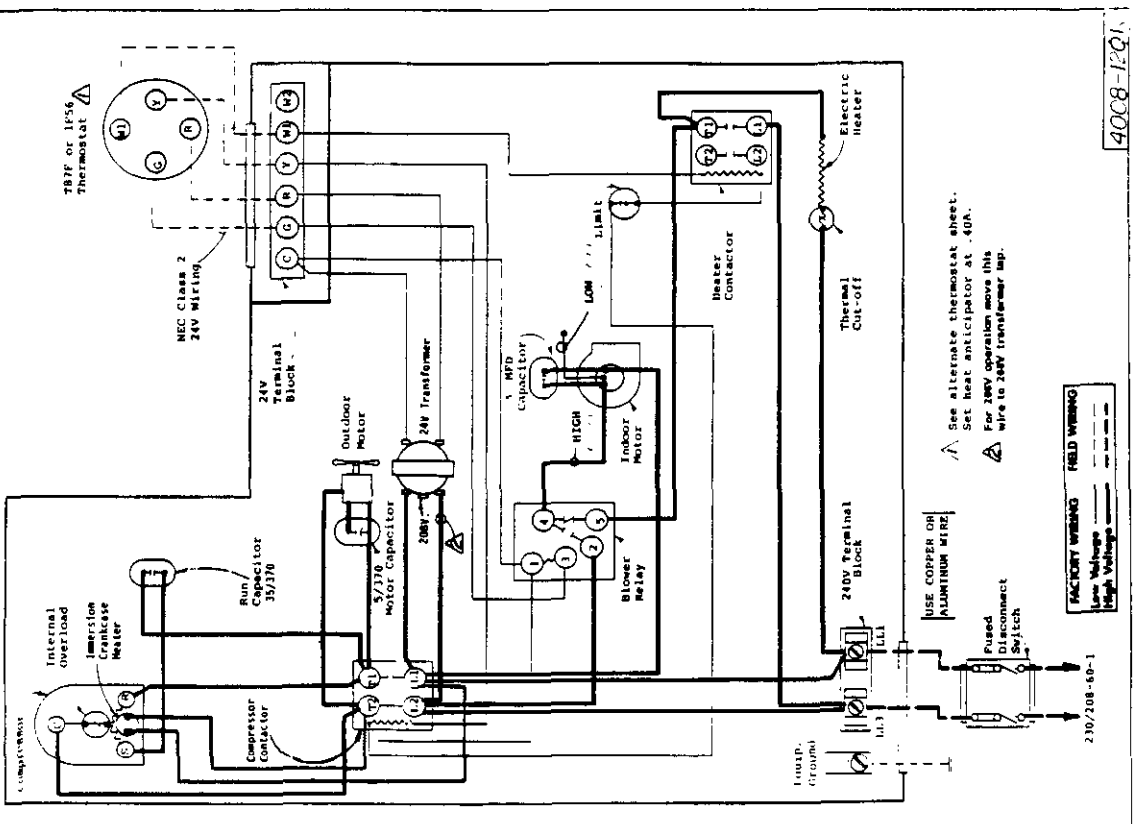 4008-1201
T87F or 1F56
Thermostat
W1
Y
R
G
NEC Class 2
24V Wiring
C
G
R
Y
W1
W2
24V
Terminal
Block
Internal
Overload
Immersion
Crankcase
Heater
Run
Capacitor
35/370
Outdoor
Motor
24V Transformer
208V
2
5/370
Motor Capacitor
MFD
Capacitor
LOW
Limit
HIGH
Indoor
Motor
T1
L1
T2
L2
Heater
Contactor
Electric
Heater
Thermal
Cut-off
C
R
S
Compressor
Contactor
T1
L1
T2
L2
4
5
1
3
2
Blower
Relay
240V Terminal
Block
LL1
Ground
USE COPPER OR
ALUMINUM WIRE
Fused
Disconnect
Switch
230/208-60-1
See alternate thermostat sheet.
Set heat anticipator at .40A.
2
For 208V operation move this
wire to 208V transformer tap.
FACTORY WIRING FIELD WIRING
Low Voltage
High Voltage